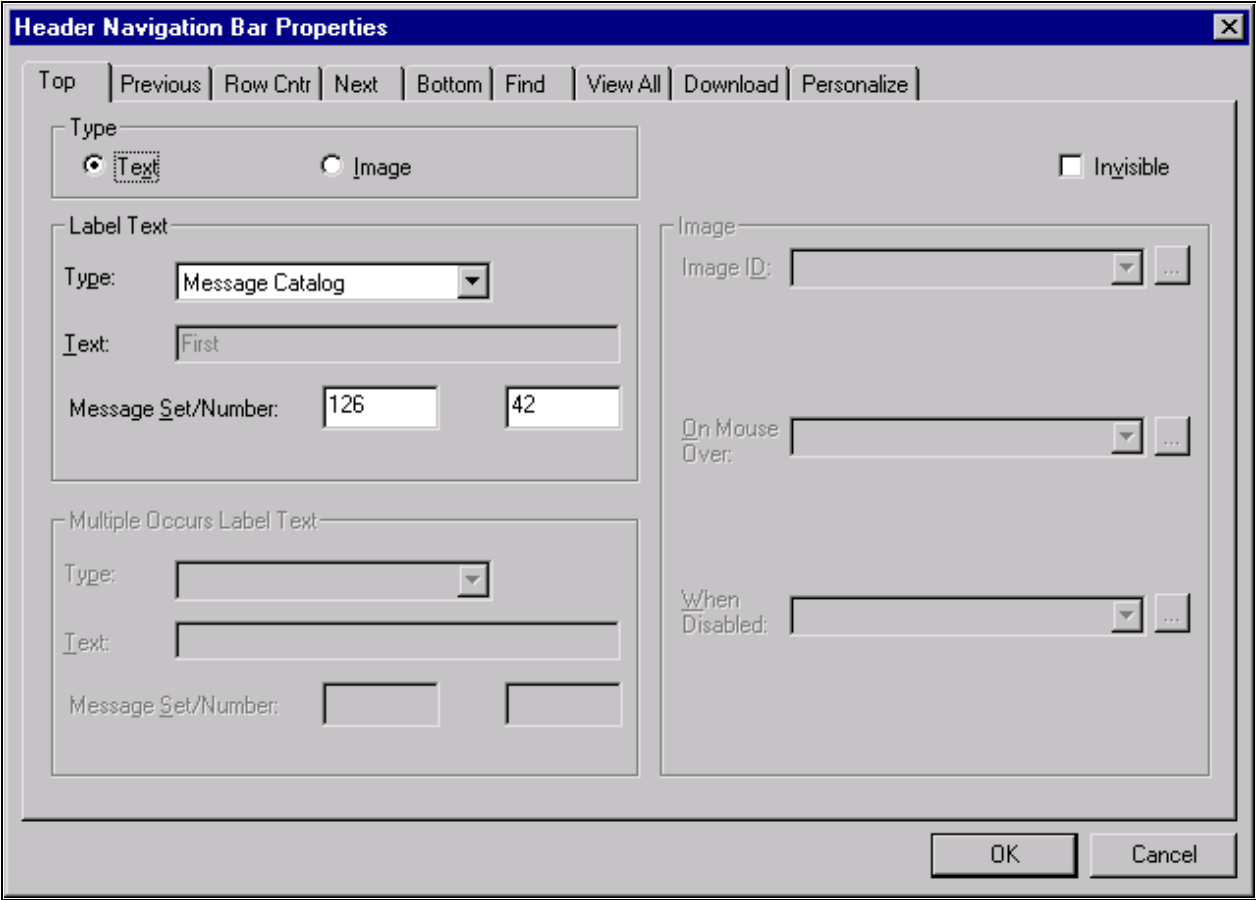 Header Navigation Bar Properties
Top Previous Row Cntr Next Bottom Find View All Download Personalize
Type
Text Image
Invisible
Label Text
Type: Message Catalog
Text: First
Message Set/Number: 126 42
Multiple Occurs Label Text
Type:
Text:
Message Set/Number:
Image
Image ID: ...
On Mouse
Over: ...
When
Disabled: ...
OK Cancel